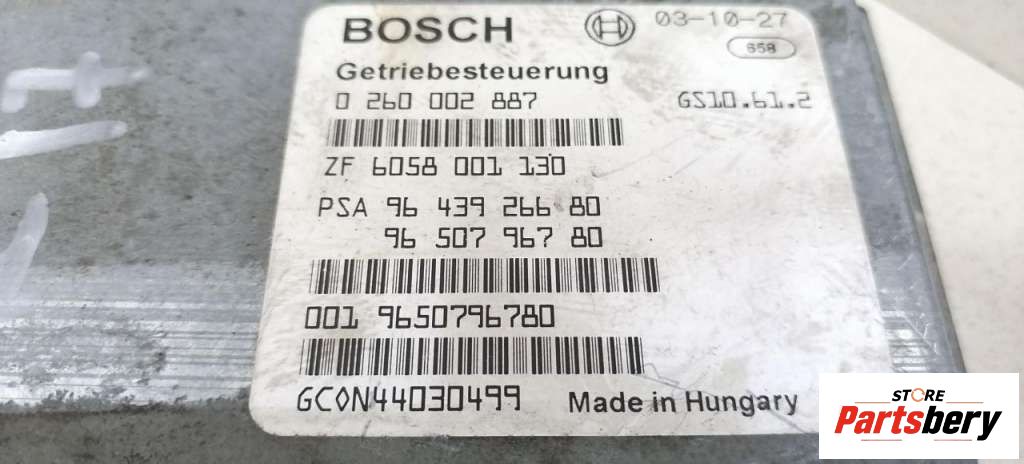 BOSCH 03-10-27
658
Getriebesteuerung
0 260 002 887 GS10.61.2
ZF 6058 001 130
PSA 96 439 266 80
96 507 967 80
001 9650796780
GC0N44030499 Made in Hungary
STORE
Partsbery